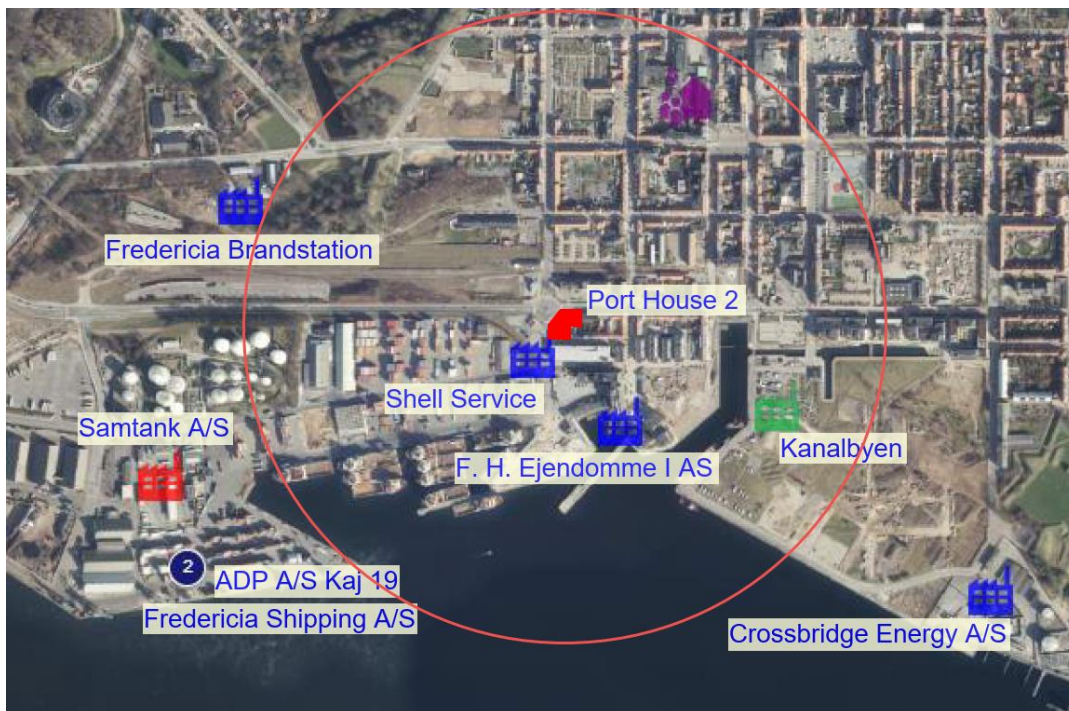 Fredericia Brandstation
Port House 2
Shell Service
Samtank A/S
F. H. Ejendomme I AS
Kanalbyen
2
ADP A/S Kaj 19
Fredericia Shipping A/S
Crossbridge Energy A/S